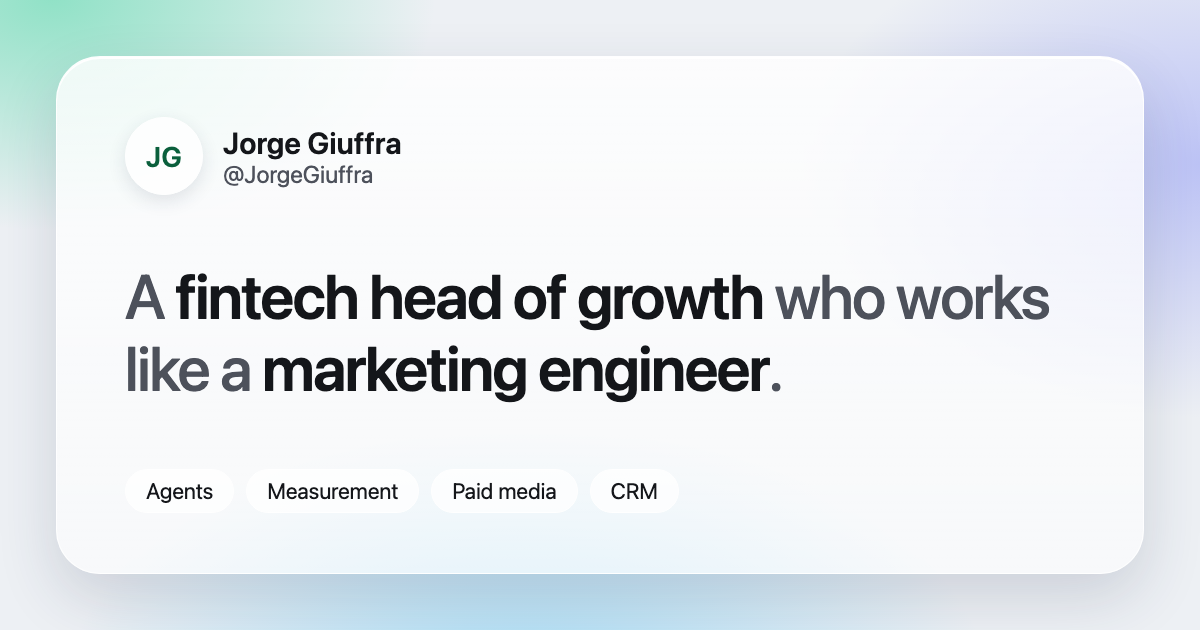 JG
Jorge Giuffra
@JorgeGiuffra
A fintech head of growth who works
like a marketing engineer.
Agents
Measurement
Paid media
CRM